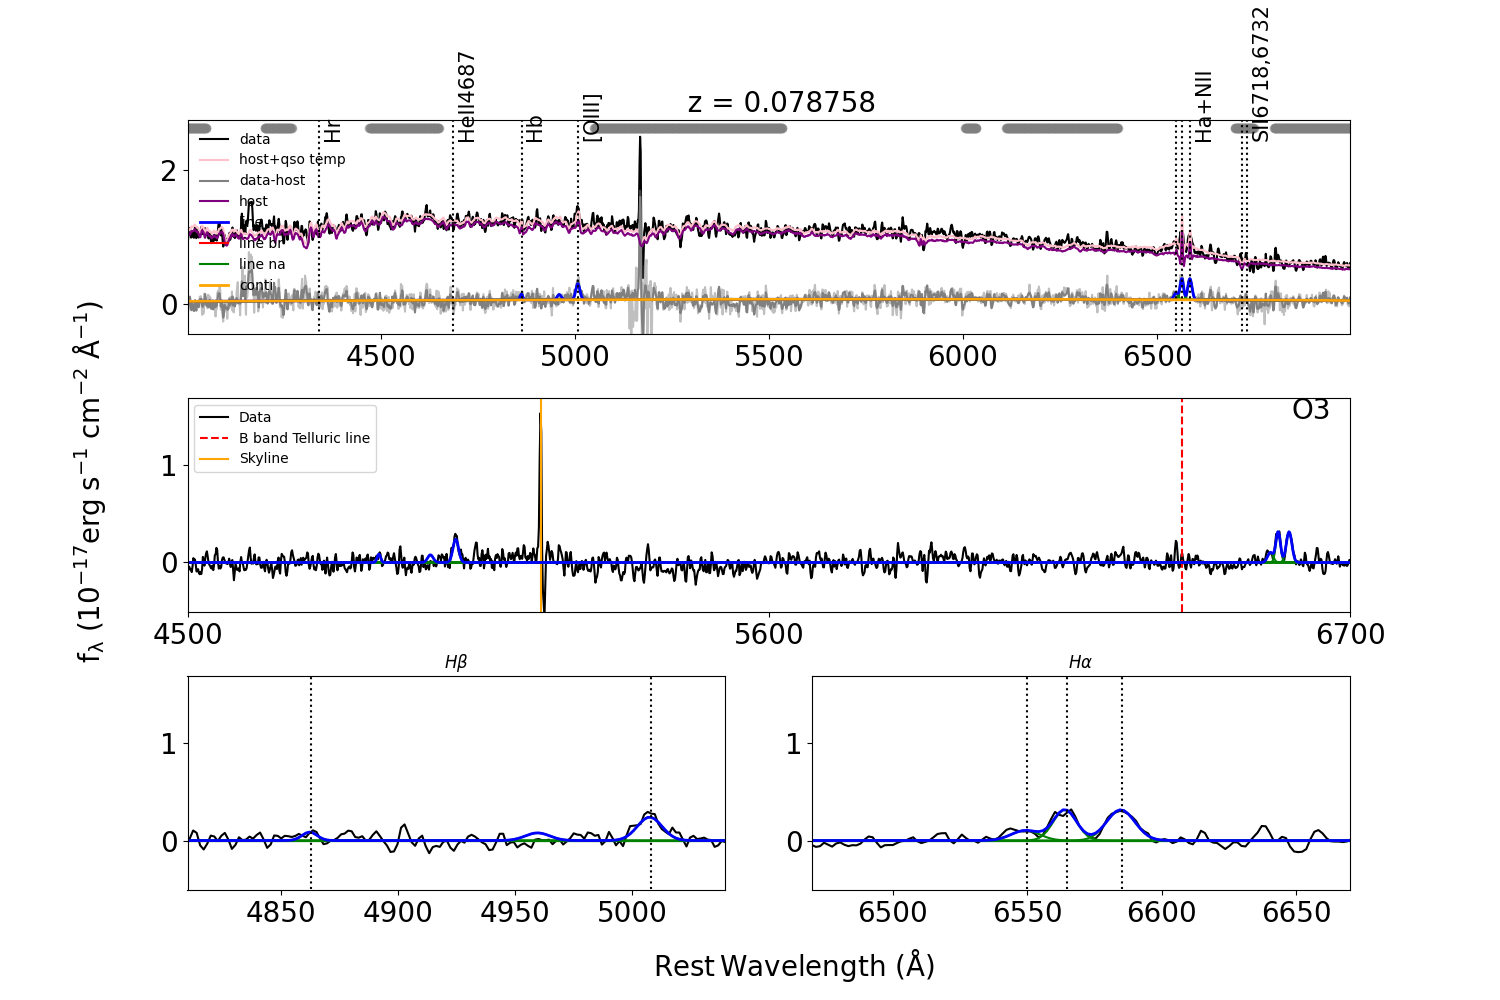 z = 0.078758
Hr
HeII4687
Hb
[OIII]
Ha+NII
SII6718,6732
data
host+qso temp
data-host
host
line br
line na
conti
2
0
4500 5000 5500 6000 6500
fλ (10⁻¹⁷erg s⁻¹ cm⁻² Å⁻¹)
Data
B band Telluric line
Skyline
O3
1
0
4500 5600 6700
Hβ
Hα
1
0
4850 4900 4950 5000
1
0
6500 6550 6600 6650
Rest Wavelength (Å)